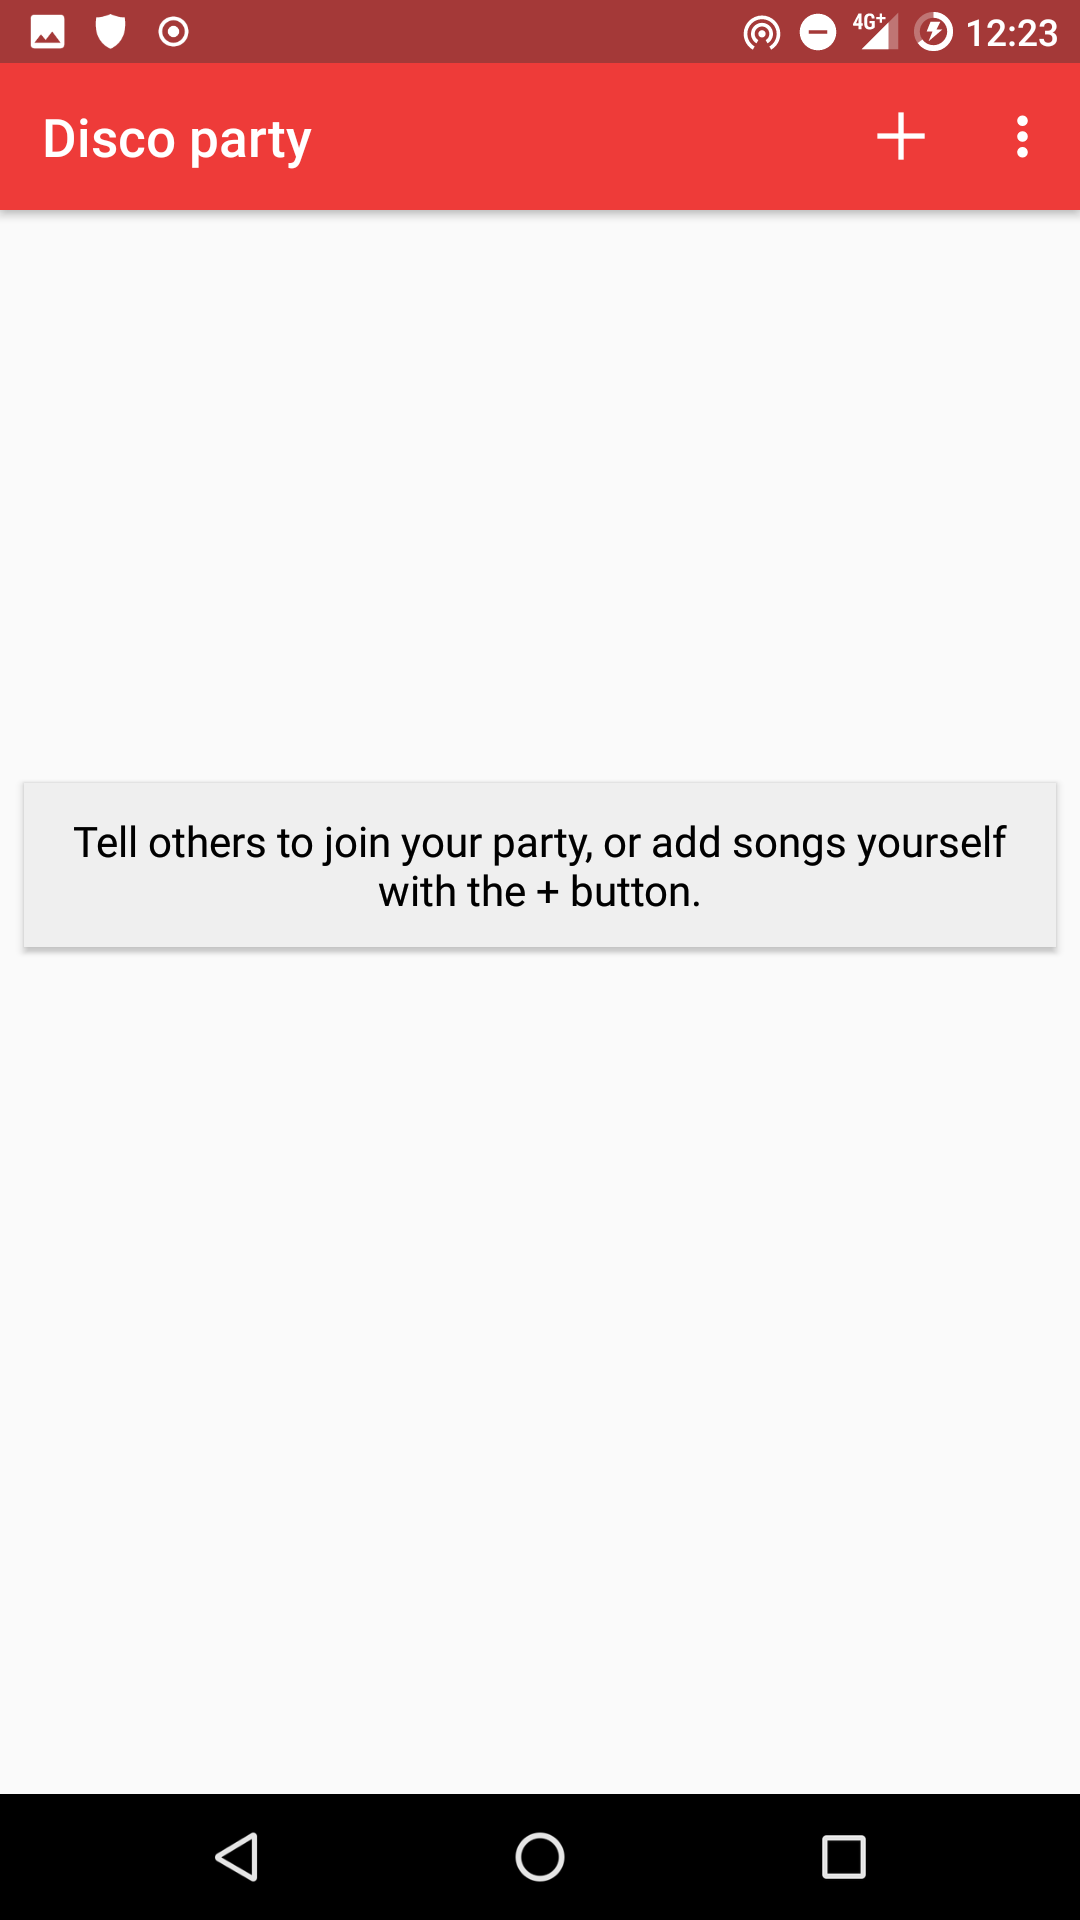 4G+ 12:23
Disco party
Tell others to join your party, or add songs yourself
with the + button.